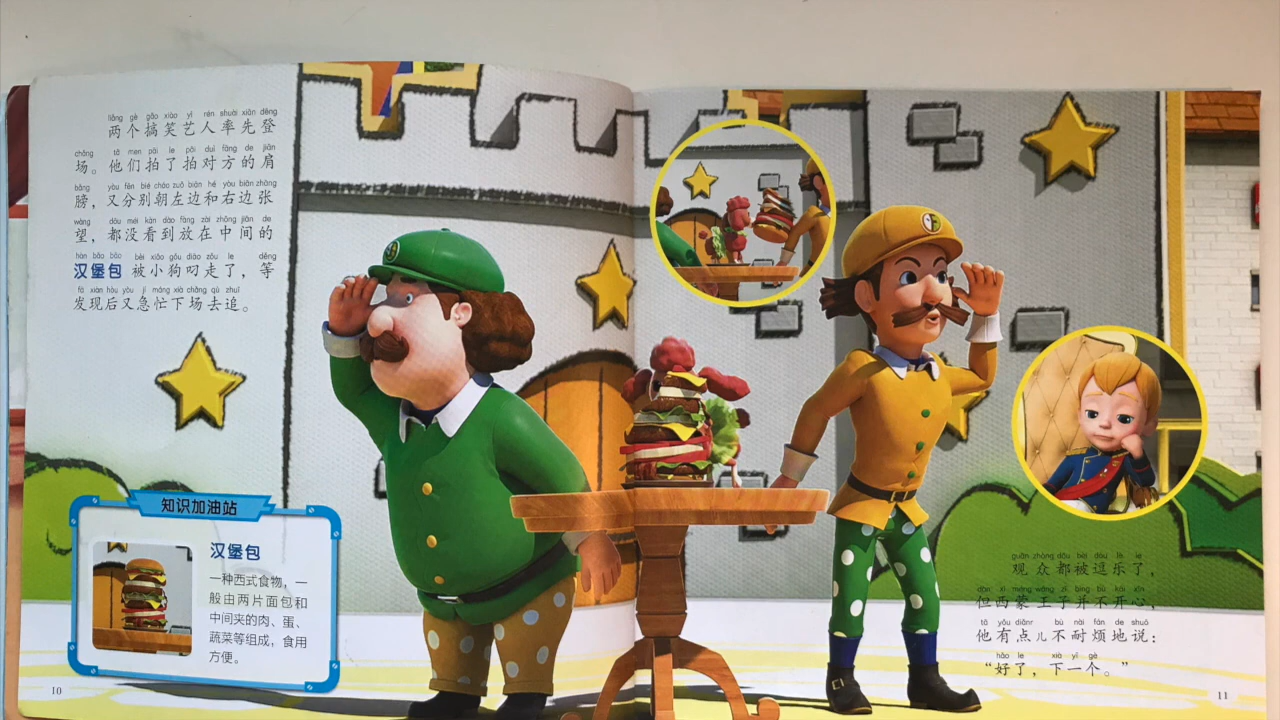 liǎng gè gǎo xiào yì rén shuài xiān dēng
两个搞笑艺人率先登
chǎng tā men pāi le pāi duì fāng de jiān
场。他们拍了拍对方的肩
bǎng yòu fēn bié cháo zuǒ biān hé yòu biān zhāng
膀，又分别朝左边和右边张
wàng dōu méi kàn dào fàng zài zhōng jiān de
望，都没看到放在中间的
hàn bǎo bāo bèi xiǎo gǒu diāo zǒu le děng
汉堡包被小狗叼走了，等
fā xiàn hòu yòu jí máng xià chǎng qù zhuī
发现后又急忙下场去追。
知识加油站
汉堡包
一种西式食物，一
般由两片面包和
中间夹的肉、蛋、
蔬菜等组成，食用
方便。
10
guān zhòng dōu bèi dòu lè le
观众都被逗乐了，
dàn xī méng wáng zǐ bìng bù kāi xīn
但西蒙王子并不开心，
tā yǒu diǎnr bú nài fán de shuō
他有点儿不耐烦地说：
hǎo le xià yí gè
“好了，下一个。”
11